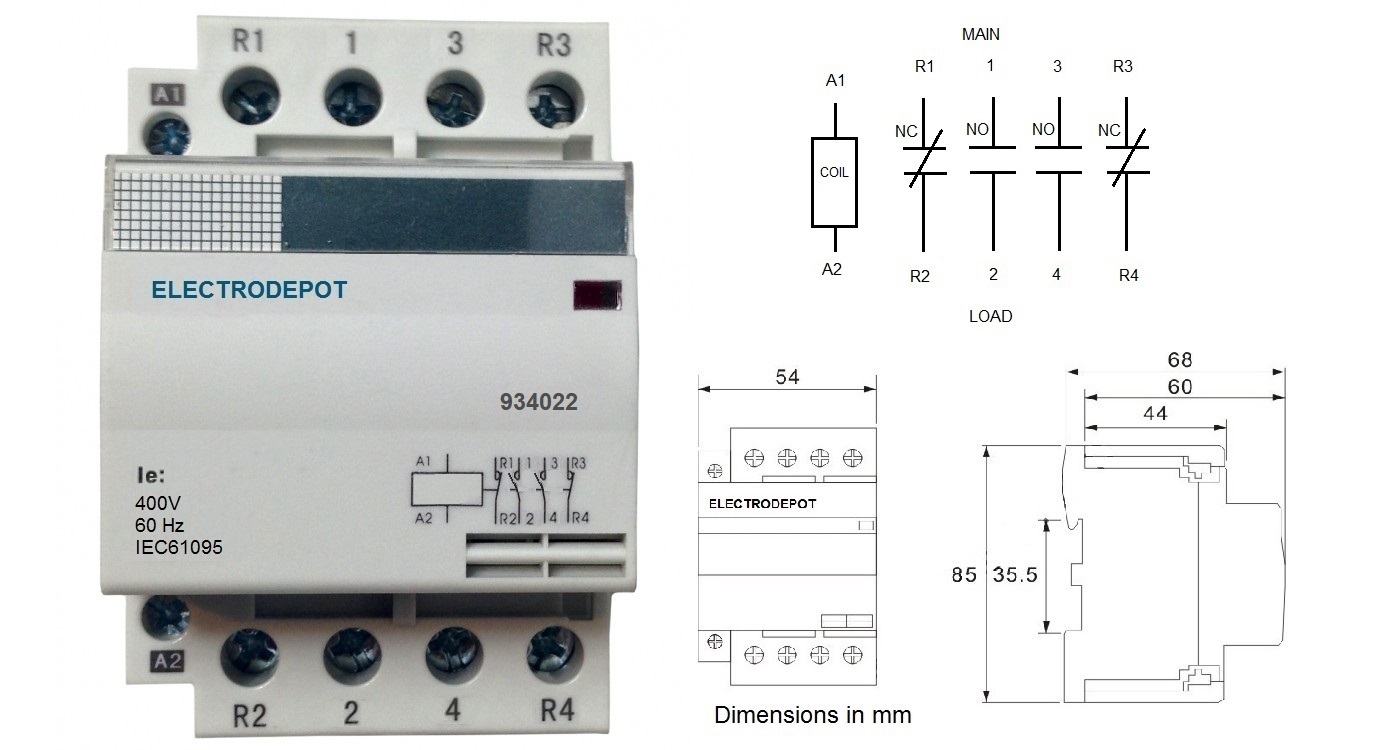 R1 1 3 R3
A1
ELECTRODEPOT
934022
Ie:
400V
60 Hz
IEC61095
A1 R1 1 3 R3
A2 R2 2 4 R4
A2
R2 2 4 R4
MAIN
A1 R1 1 3 R3
NC NO NO NC
COIL
A2 R2 2 4 R4
LOAD
54
ELECTRODEPOT
Dimensions in mm
68
60
44
85 35.5